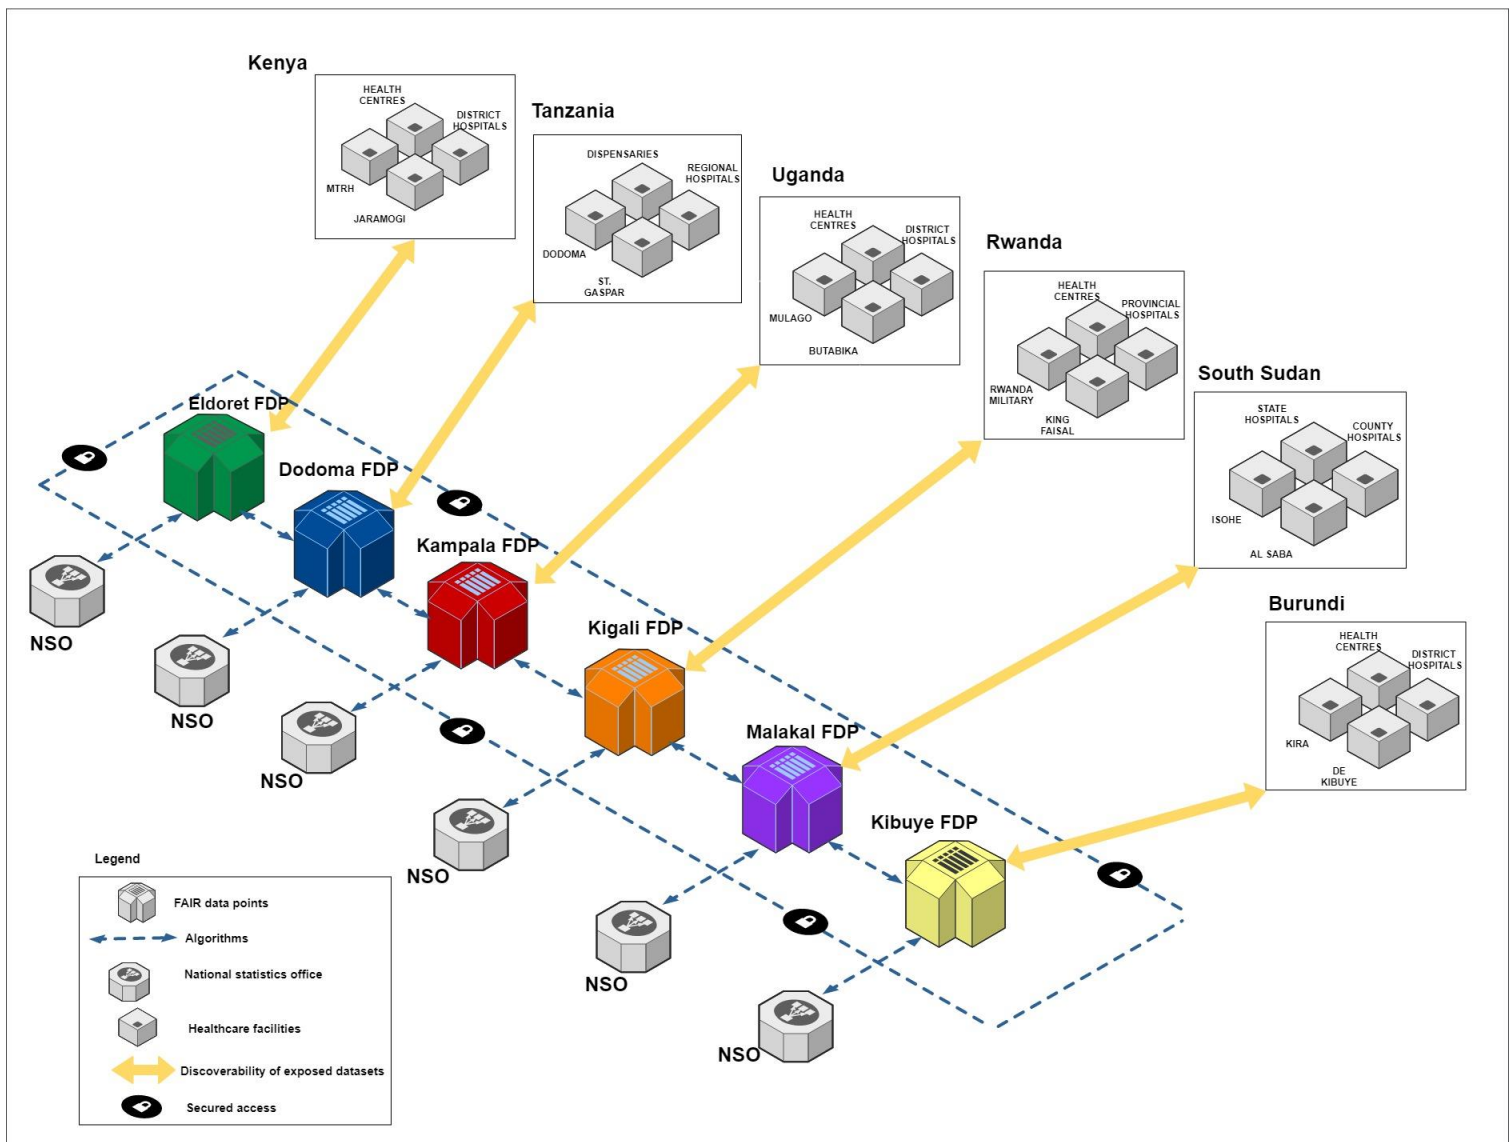 Kenya
HEALTH
CENTRES
DISTRICT
HOSPITALS
MTRH
JARAMOGI
Tanzania
DISPENSARIES
REGIONAL
HOSPITALS
DODOMA
ST.
GASPAR
Uganda
HEALTH
CENTRES
DISTRICT
HOSPITALS
MULAGO
BUTABIKA
Rwanda
HEALTH
CENTRES
PROVINCIAL
HOSPITALS
RWANDA
MILITARY
KING
FAISAL
South Sudan
STATE
HOSPITALS
COUNTY
HOSPITALS
ISOHE
AL SABA
Burundi
HEALTH
CENTRES
DISTRICT
HOSPITALS
KIRA
DE
KIBUYE
Eldoret FDP
Dodoma FDP
Kampala FDP
Kigali FDP
Malakal FDP
Kibuye FDP
NSO
NSO
NSO
NSO
NSO
NSO
Legend
FAIR data points
Algorithms
National statistics office
Healthcare facilities
Discoverability of exposed datasets
Secured access